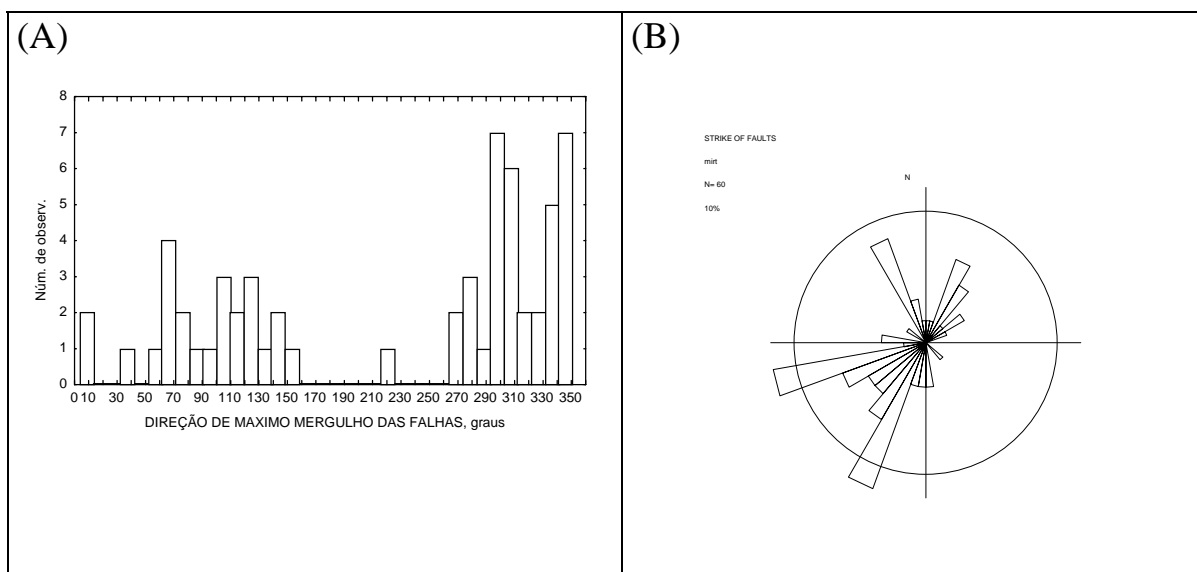 (A)
8
7
6
5
4
3
2
1
0
Núm. de observ.
0 10 30 50 70 90 110 130 150 170 190 210 230 250 270 290 310 330 350
DIREÇÃO DE MAXIMO MERGULHO DAS FALHAS, graus
(B)
STRIKE OF FAULTS
mirt
N= 60
10%
N